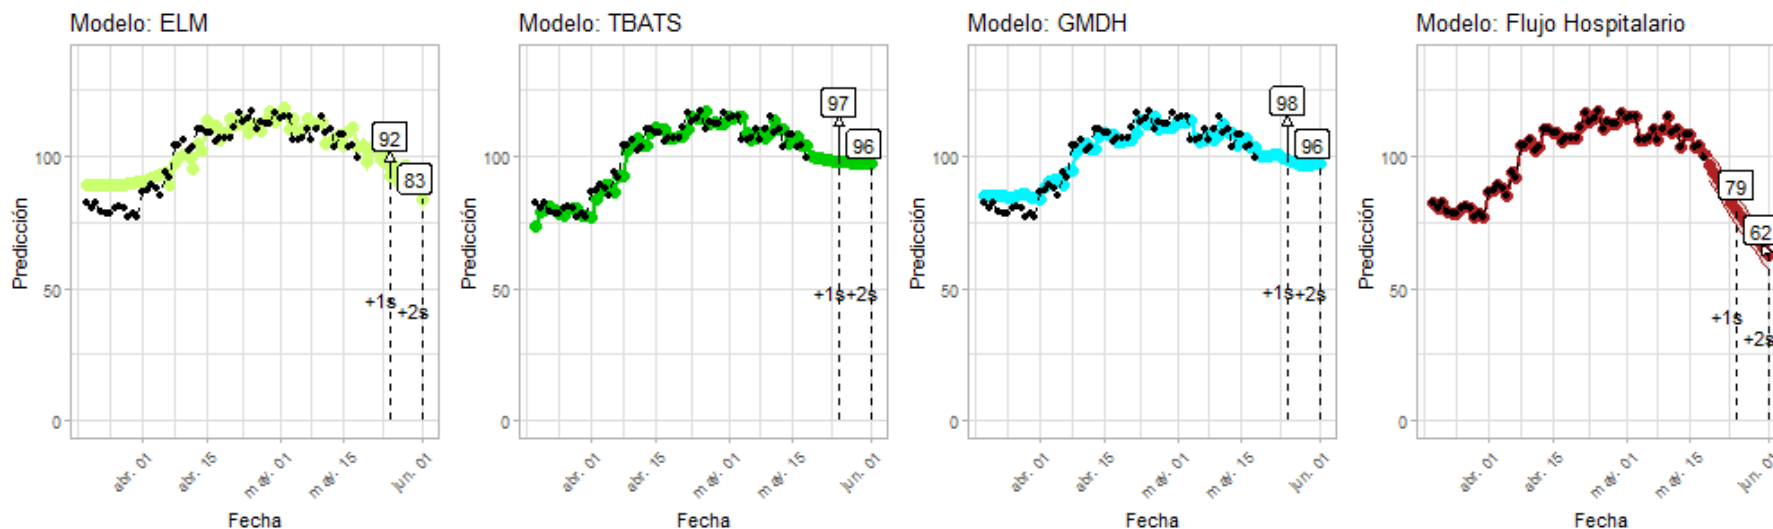 Modelo: ELM
Predicción
100
50
0
92
83
+1s
+2s
abr. 01
abr. 15
may. 01
may. 15
jun. 01
Fecha
Modelo: TBATS
Predicción
100
50
0
97
96
+1s
+2s
abr. 01
abr. 15
may. 01
may. 15
jun. 01
Fecha
Modelo: GMDH
Predicción
100
50
0
98
96
+1s
+2s
abr. 01
abr. 15
may. 01
may. 15
jun. 01
Fecha
Modelo: Flujo Hospitalario
Predicción
100
50
0
79
62
+1s
+2s
abr. 01
abr. 15
may. 01
may. 15
jun. 01
Fecha